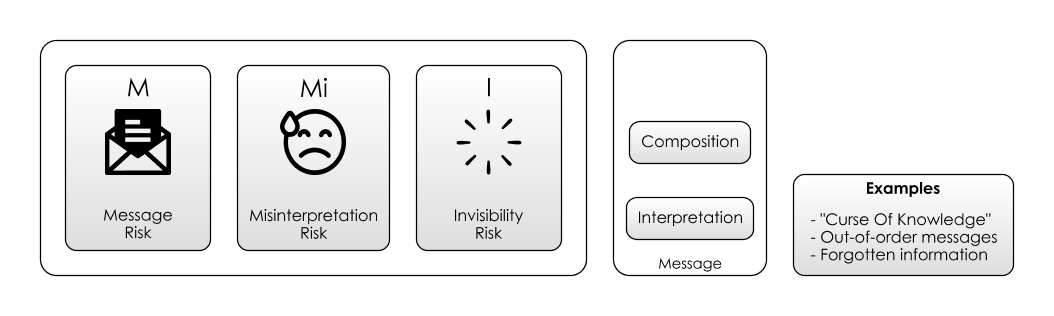 M
Message
Risk
Mi
Misinterpretation
Risk
I
Invisibility
Risk
Composition
Interpretation
Message
Examples
- "Curse Of Knowledge"
- Out-of-order messages
- Forgotten information